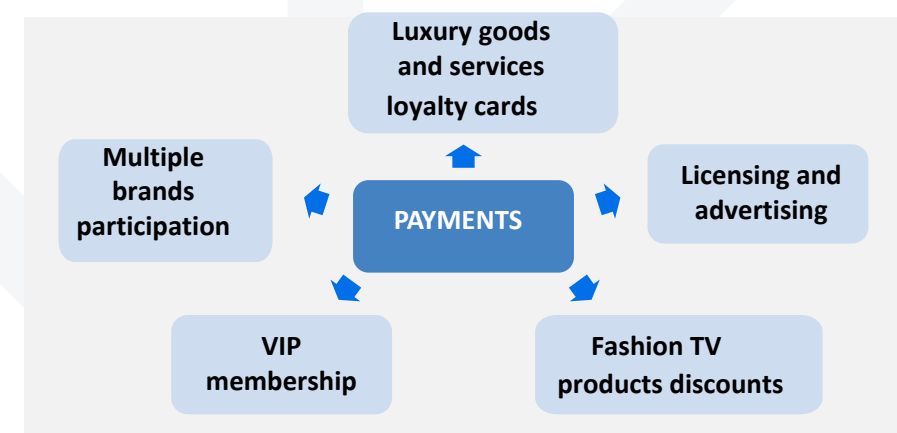 Luxury goods
and services
loyalty cards
Multiple
brands
participation
Licensing and
advertising
PAYMENTS
VIP
membership
Fashion TV
products discounts